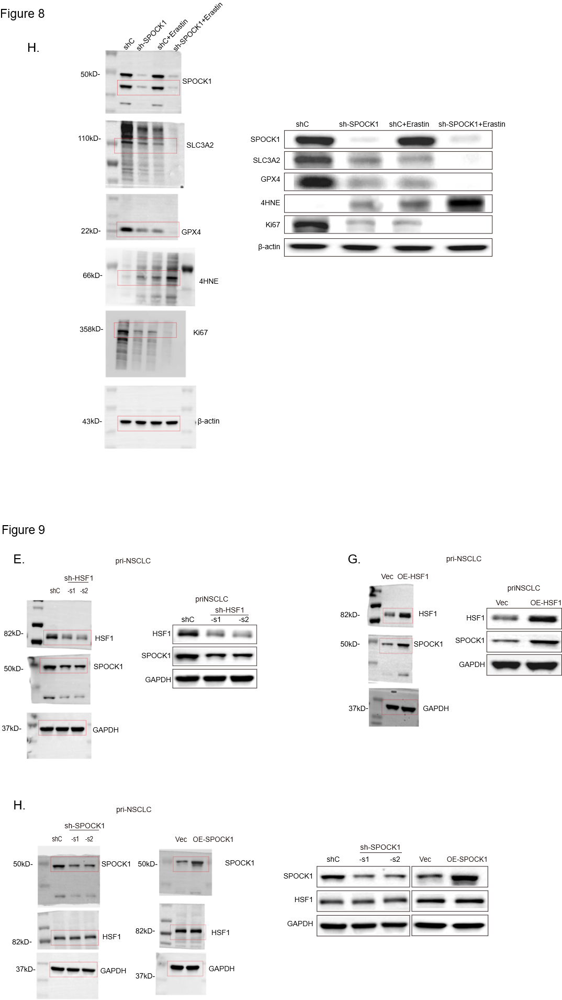 Figure 8
H.
shC
sh-SPOCK1
shC+Erastin
sh-SPOCK1+Erastin
50kD-
SPOCK1
110kD-
SLC3A2
22kD-
GPX4
66kD-
4HNE
358kD-
Ki67
43kD-
β-actin
shC sh-SPOCK1 shC+Erastin sh-SPOCK1+Erastin
SPOCK1
SLC3A2
GPX4
4HNE
Ki67
β-actin
Figure 9
E.
pri-NSCLC
sh-HSF1
shC -s1 -s2
82kD-
HSF1
50kD-
SPOCK1
37kD-
GAPDH
priNSCLC
sh-HSF1
shC -s1 -s2
HSF1
SPOCK1
GAPDH
G.
pri-NSCLC
Vec OE-HSF1
82kD-
HSF1
50kD-
SPOCK1
37kD-
GAPDH
priNSCLC
Vec OE-HSF1
HSF1
SPOCK1
GAPDH
H.
pri-NSCLC
sh-SPOCK1
shC -s1 -s2
50kD-
SPOCK1
82kD-
HSF1
37kD-
GAPDH
Vec OE-SPOCK1
50kD-
SPOCK1
82kD-
HSF1
37kD-
GAPDH
sh-SPOCK1
shC -s1 -s2 Vec OE-SPOCK1
SPOCK1
HSF1
GAPDH